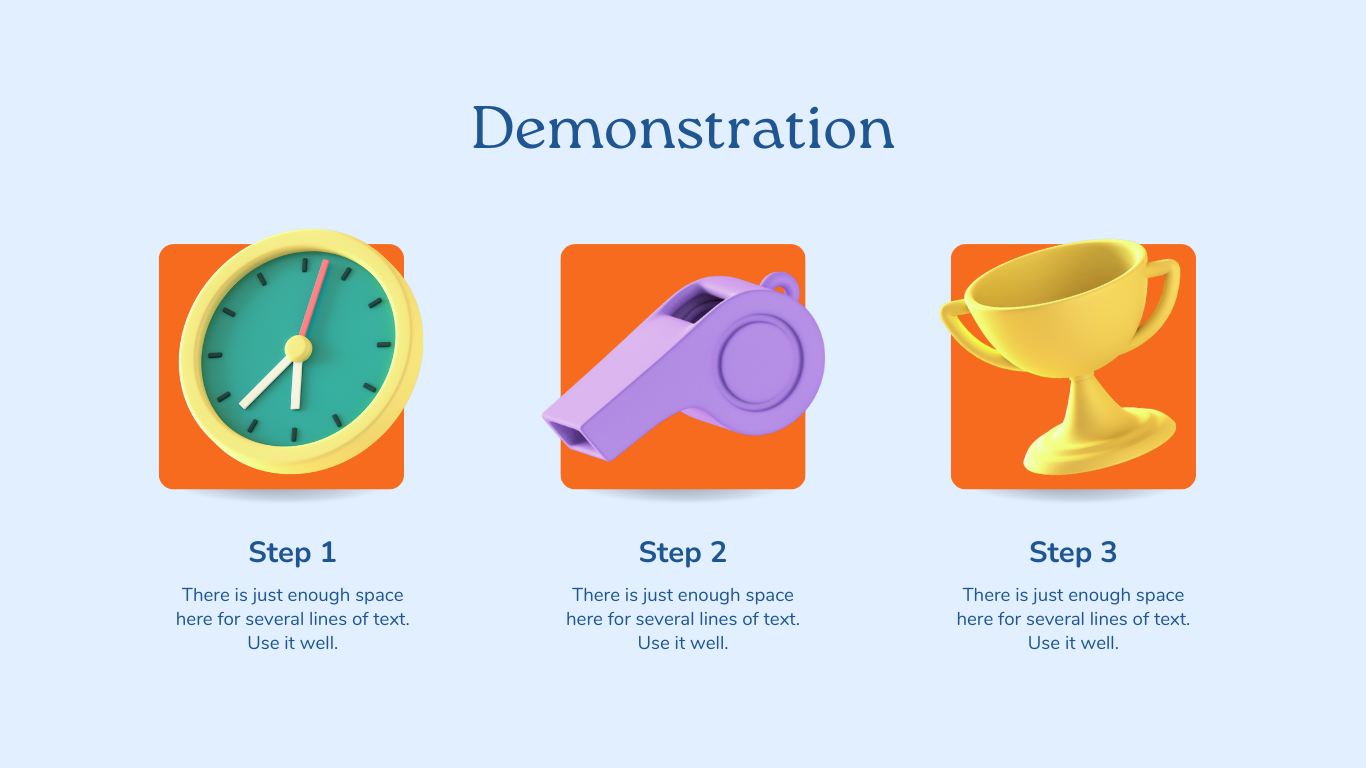 Demonstration
Step 1
There is just enough space
here for several lines of text.
Use it well.
Step 2
There is just enough space
here for several lines of text.
Use it well.
Step 3
There is just enough space
here for several lines of text.
Use it well.